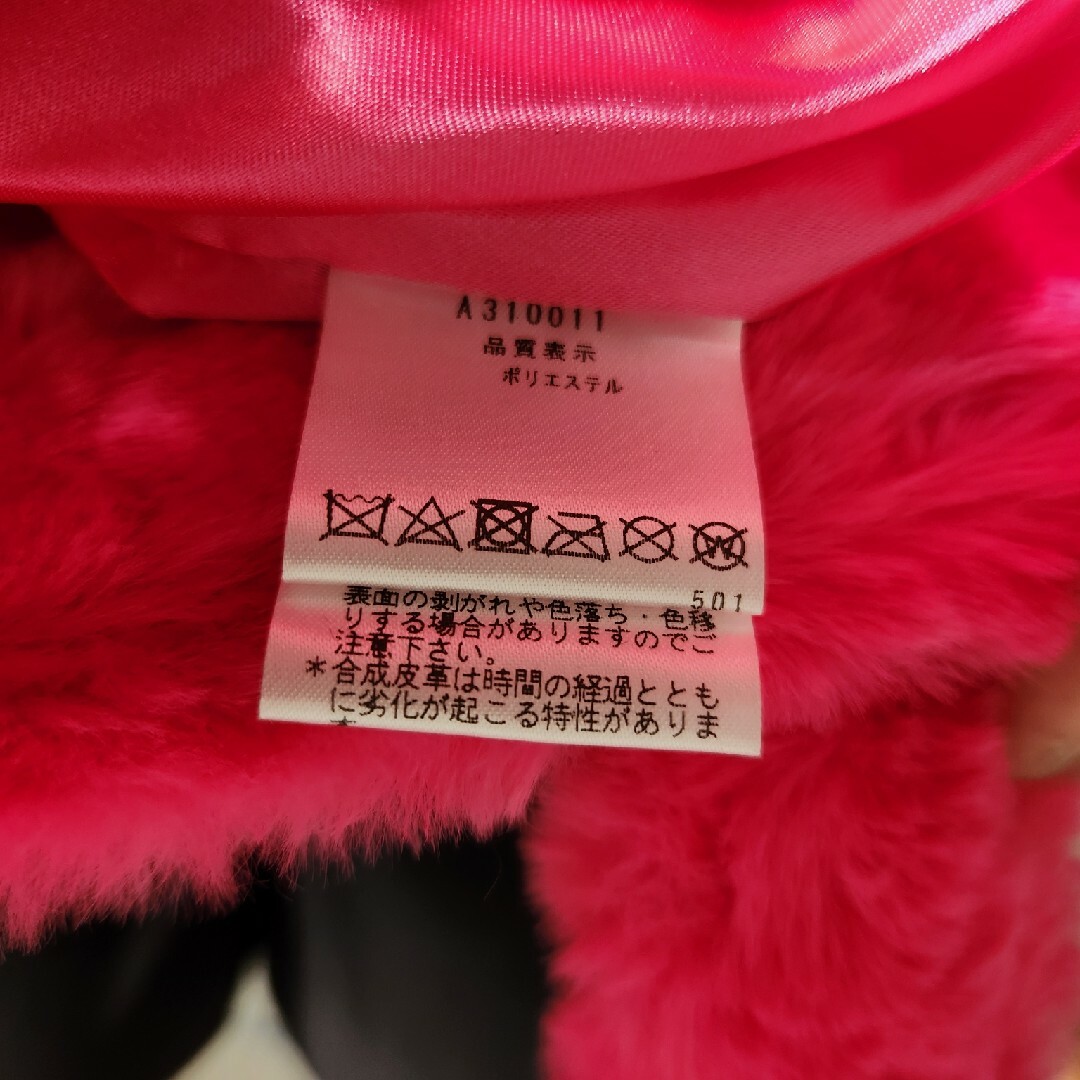 A310011
品質表示
ポリエステル
W
501
表面の剥がれや色落ち・色移
りする場合がありますのでご
注意下さい。
*合成皮革は時間の経過ととも
に劣化が起こる特性がありま